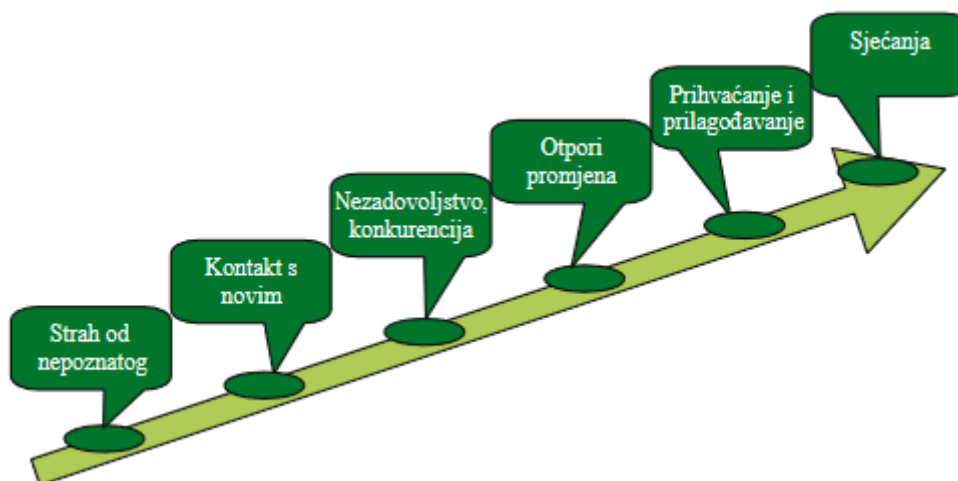 Strah od
nepoznatog
Kontakt s
novim
Nezadovoljstvo,
konkurencija
Otpori
promjena
Prihvaćanje i
prilagođavanje
Sjećanja